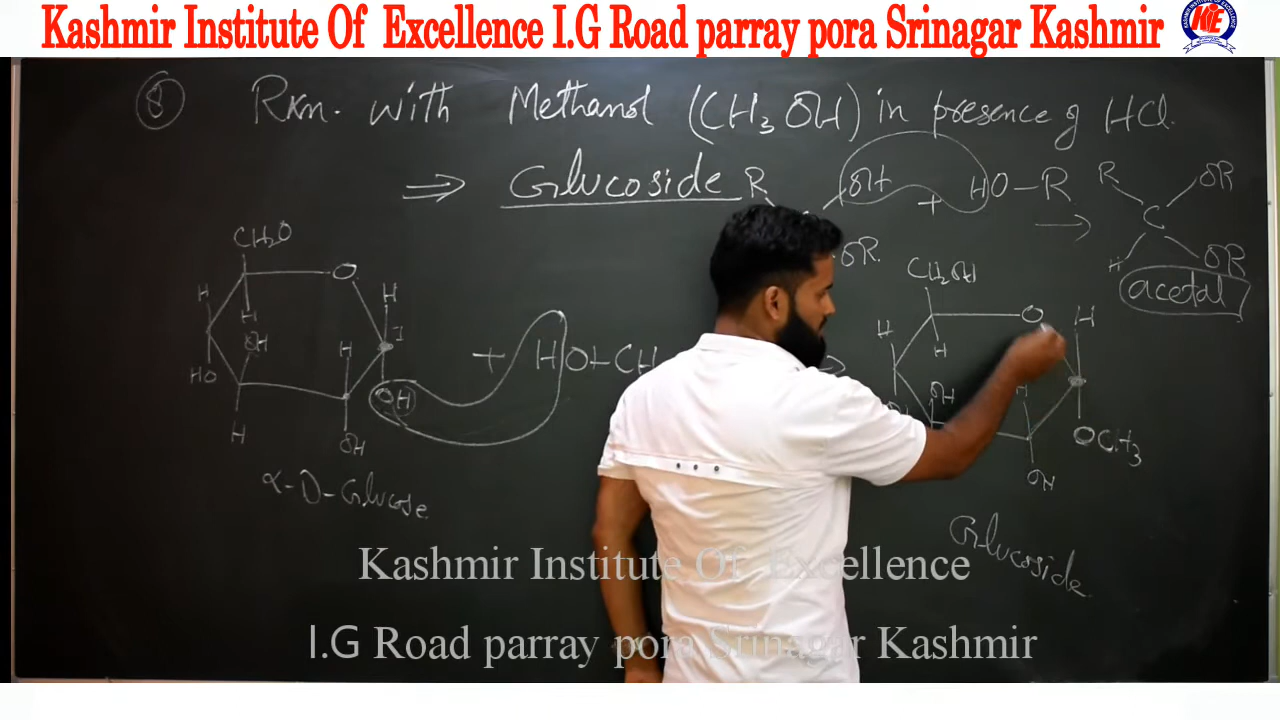 Kashmir Institute Of Excellence I.G Road parray pora Srinagar Kashmir
KIE
8 Rxn. with Methanol (CH3OH) in presence of HCl.
⇒ Glucoside
R OH + HO-R → R OR
C
OR H OR
acetal
CH2O
O
H
H
H
OH
HO
H
H
1
OH
OH
α-D-Glucose
+ HO+CH
CH2OH
O
H
H
H
OH
H
OCH3
OH
Glucoside
Kashmir Institute Of Excellence
I.G Road parray pora Srinagar Kashmir